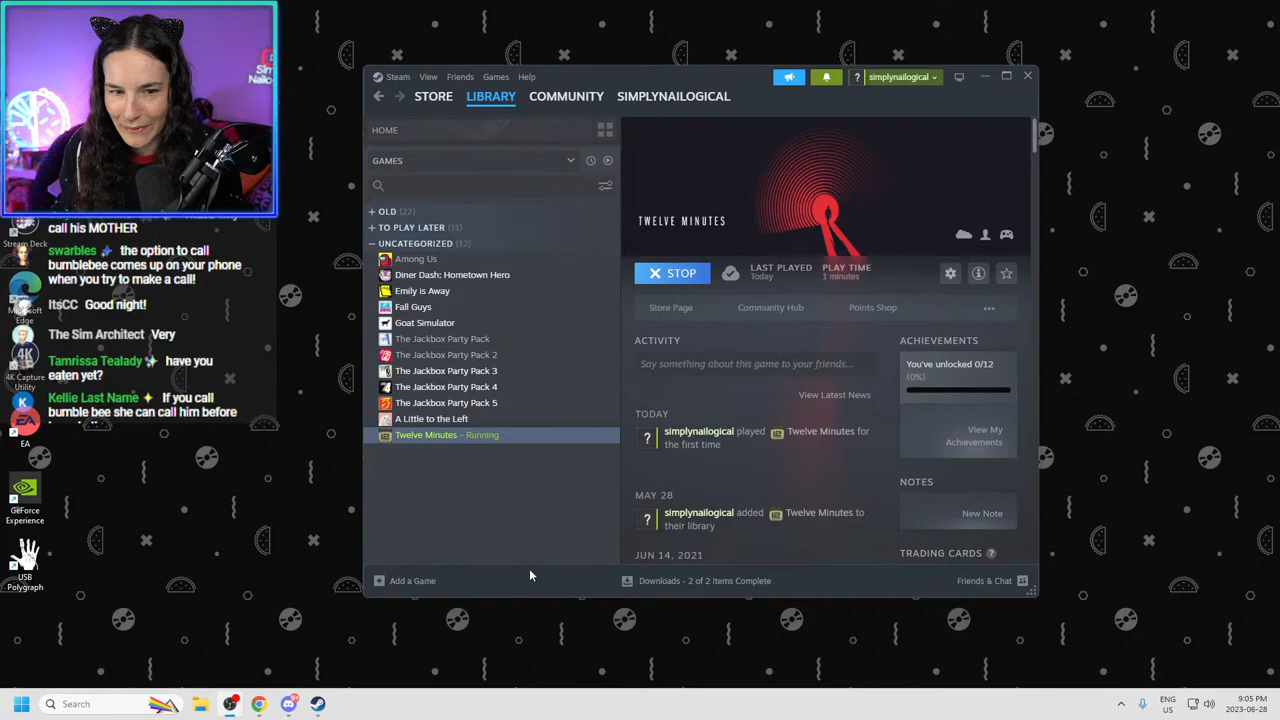 call his MOTHER
swarbles the option to call
bumblebee comes up on your phone
when you try to make a call!
ItsCC Good night!
The Sim Architect Very
Tamrissa Tealady have you
eaten yet?
Kellie Last Name If you call
bumble bee she can call him before
Stream Deck
Microsoft
Edge
4K Capture
Utility
EA
GeForce
Experience
USB
Polygraph
Steam View Friends Games Help
simplynailogical
STORE LIBRARY COMMUNITY SIMPLYNAILOGICAL
HOME
GAMES
+ OLD (22)
+ TO PLAY LATER (11)
− UNCATEGORIZED (12)
Among Us
Diner Dash: Hometown Hero
Emily is Away
Fall Guys
Goat Simulator
The Jackbox Party Pack
The Jackbox Party Pack 2
The Jackbox Party Pack 3
The Jackbox Party Pack 4
The Jackbox Party Pack 5
A Little to the Left
Twelve Minutes - Running
TWELVE MINUTES
STOP
LAST PLAYED
Today
PLAY TIME
1 minutes
Store Page Community Hub Points Shop
ACTIVITY
Say something about this game to your friends...
View Latest News
TODAY
simplynailogical played Twelve Minutes for
the first time
MAY 28
simplynailogical added Twelve Minutes to
their library
JUN 14, 2021
ACHIEVEMENTS
You've unlocked 0/12
(0%)
View My
Achievements
NOTES
New Note
TRADING CARDS ?
Add a Game
Downloads - 2 of 2 Items Complete
Friends & Chat
Search
ENG
US
9:05 PM
2023-06-28